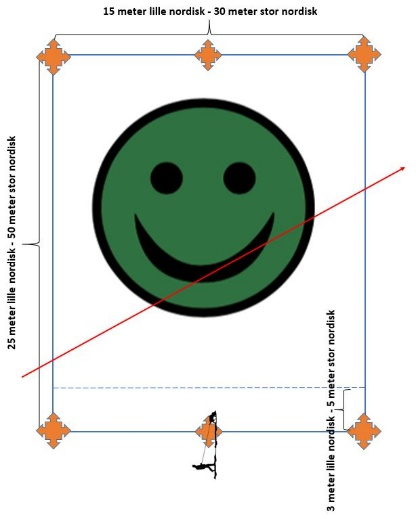 15 meter lille nordisk - 30 meter stor nordisk
25 meter lille nordisk - 50 meter stor nordisk
3 meter lille nordisk - 5 meter stor nordisk